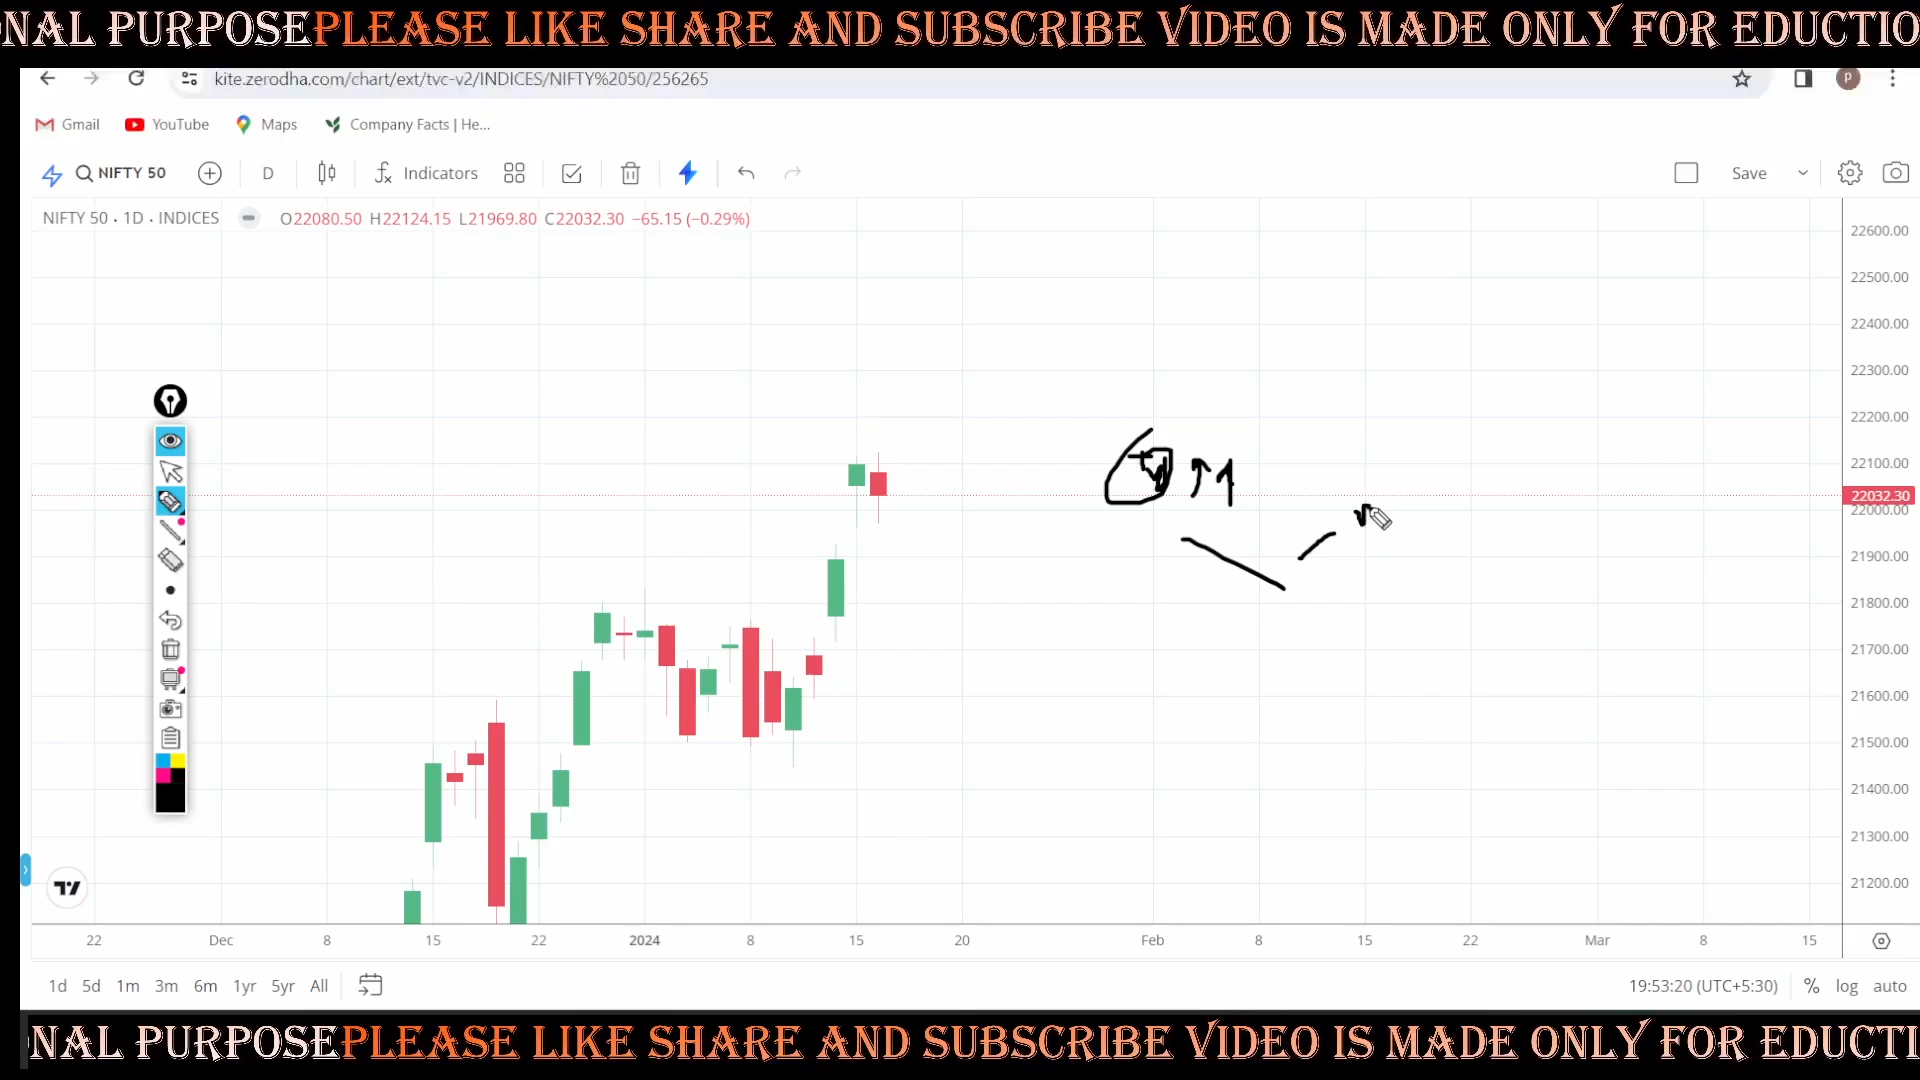 NAL PURPOSEPLEASE LIKE SHARE AND SUBSCRIBE VIDEO IS MADE ONLY FOR EDUCTIO
kite.zerodha.com/chart/ext/tvc-v2/INDICES/NIFTY%2050/256265
P
Gmail YouTube Maps Company Facts | He...
NIFTY 50 D Indicators Save
NIFTY 50 · 1D · INDICES O22080.50 H22124.15 L21969.80 C22032.30 −65.15 (−0.29%)
22600.00
22500.00
22400.00
22300.00
22200.00
22100.00
22032.30
22000.00
21900.00
21800.00
21700.00
21600.00
21500.00
21400.00
21300.00
21200.00
22 Dec 8 15 22 2024 8 15 20 Feb 8 15 22 Mar 8 15
1d 5d 1m 3m 6m 1yr 5yr All 19:53:20 (UTC+5:30) % log auto
NAL PURPOSEPLEASE LIKE SHARE AND SUBSCRIBE VIDEO IS MADE ONLY FOR EDUCTI